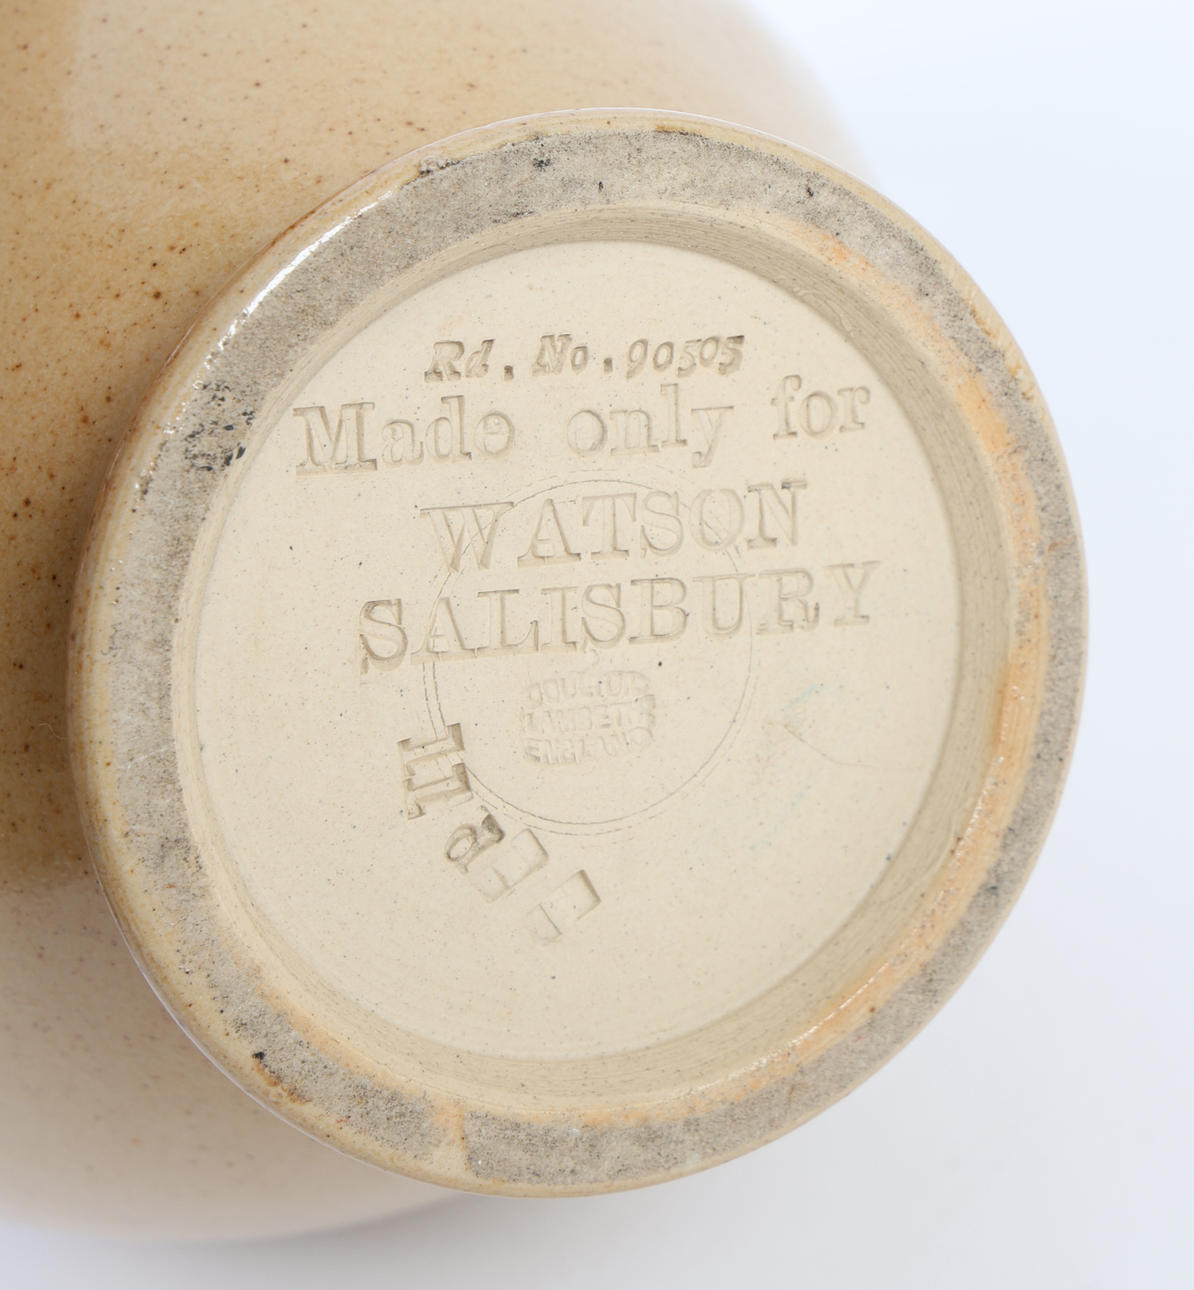 Rd. No. 90505
Made only for
WATSON
SALISBURY
DOULTON
LAMBETH
ENGLAND